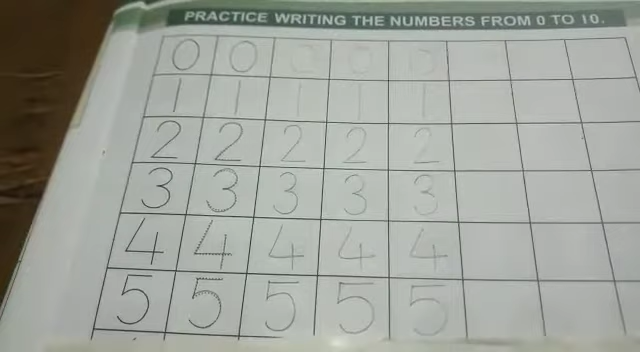 PRACTICE WRITING THE NUMBERS FROM 0 TO 10.
0 0 0 0 0
1 1 1 1 1
2 2 2 2 2
3 3 3 3 3
4 4 4 4 4
5 5 5 5 5